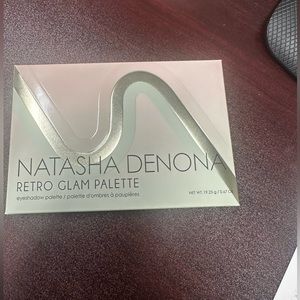 NATASHA DENONA
RETRO GLAM PALETTE
eyeshadow palette / palette d'ombres à paupières
NET WT. 19.25 g / 0.67 Oz